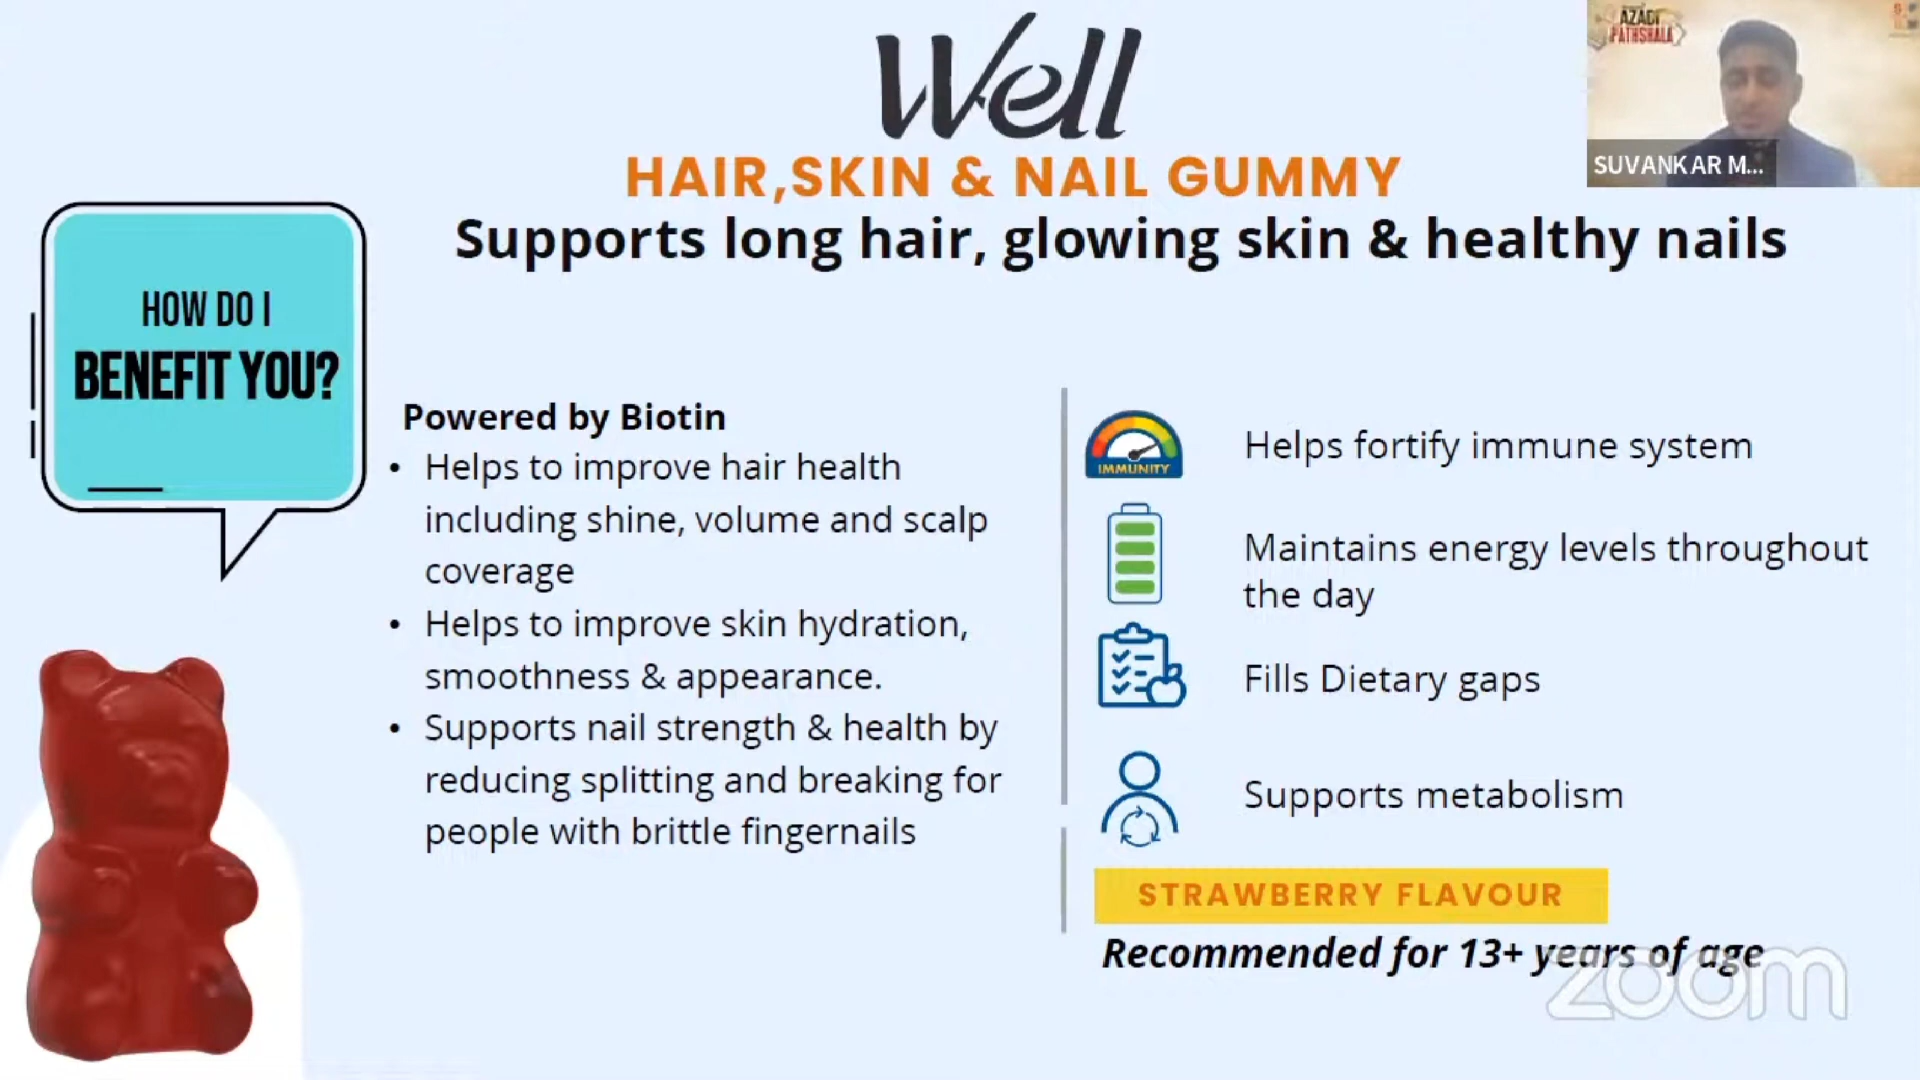 Well
HAIR,SKIN & NAIL GUMMY
Supports long hair, glowing skin & healthy nails
AZADI
PATHSHALA
SUVANKAR M...
HOW DO I
BENEFIT YOU?
Powered by Biotin
• Helps to improve hair health
including shine, volume and scalp
coverage
• Helps to improve skin hydration,
smoothness & appearance.
• Supports nail strength & health by
reducing splitting and breaking for
people with brittle fingernails
IMMUNITY
Helps fortify immune system
Maintains energy levels throughout
the day
Fills Dietary gaps
Supports metabolism
STRAWBERRY FLAVOUR
Recommended for 13+ years of age
zoom